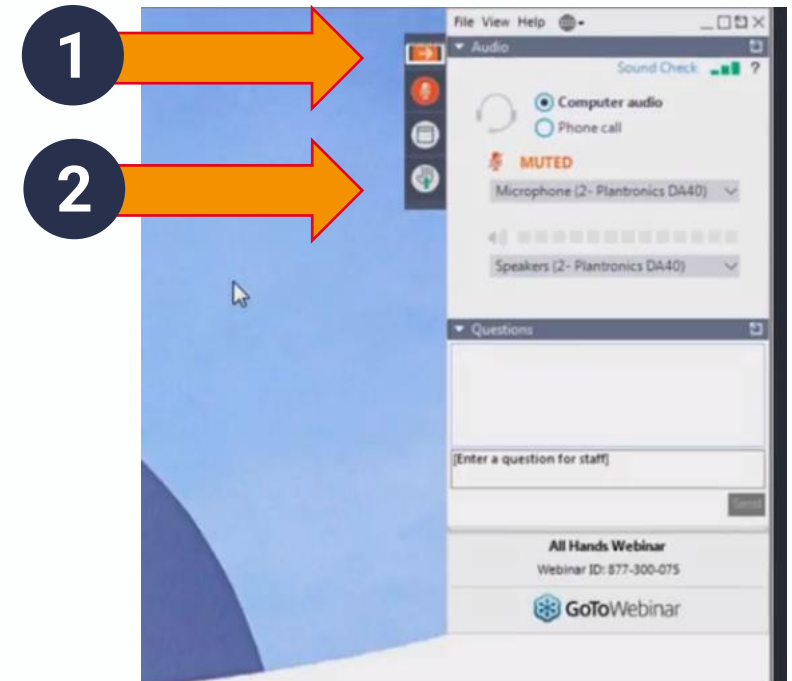 1
2
File View Help
Audio
Sound Check ?
Computer audio
Phone call
MUTED
Microphone (2- Plantronics DA40)
Speakers (2- Plantronics DA40)
Questions
[Enter a question for staff]
Send
All Hands Webinar
Webinar ID: 877-300-075
GoToWebinar